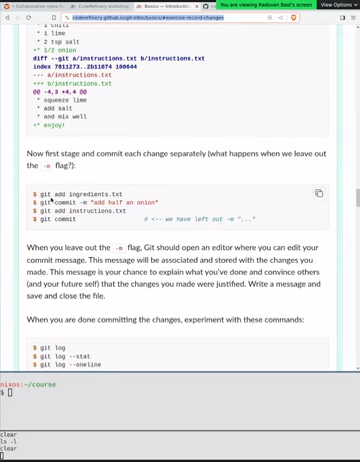 You are viewing Radovan Bast's screen
View Options
Collaborative distri
CodeRefinery workshop
Basics — Introduction
coderefinery.github.io/git-intro/basics/#exercise-record-changes
* 1 chili
* 1 lime
* 2 tsp salt
+* 1/2 onion
diff --git a/instructions.txt b/instructions.txt
index 7811273..2b11074 100644
--- a/instructions.txt
+++ b/instructions.txt
@@ -4,3 +4,4 @@
* squeeze lime
* add salt
* and mix well
+* enjoy!
Now first stage and commit each change separately (what happens when we leave out
the -m flag?):
$ git add ingredients.txt
$ git commit -m "add half an onion"
$ git add instructions.txt
$ git commit # <-- we have left out -m "..."
When you leave out the -m flag, Git should open an editor where you can edit your
commit message. This message will be associated and stored with the changes you
made. This message is your chance to explain what you've done and convince others
(and your future self) that the changes you made were justified. Write a message and
save and close the file.
When you are done committing the changes, experiment with these commands:
$ git log
$ git log --stat
$ git log --oneline
nixos:~/course
$
clear
ls -l
clear